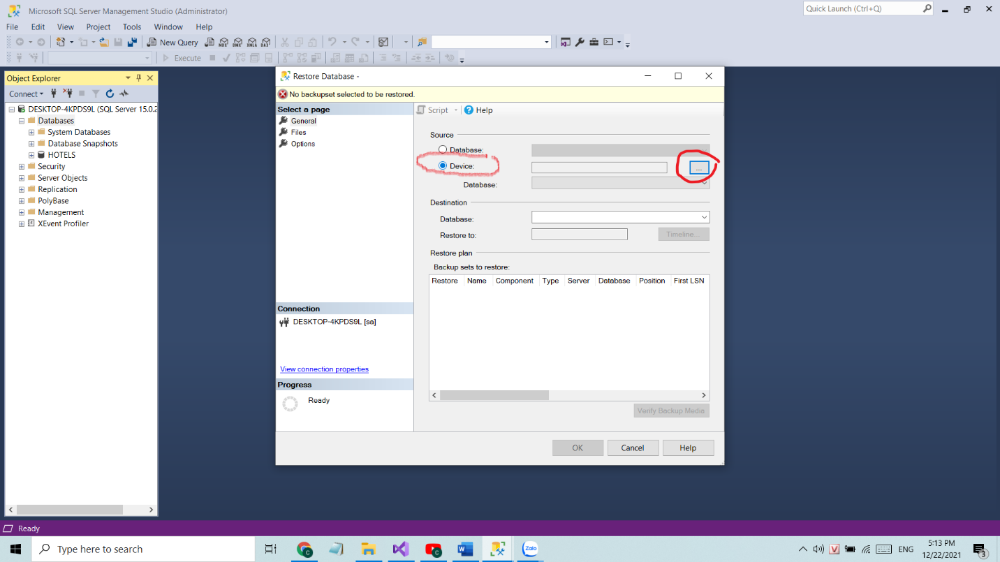 Microsoft SQL Server Management Studio (Administrator)
Quick Launch (Ctrl+Q)
File Edit View Project Tools Window Help
New Query MDX DMX XMLA DAX
Execute
Object Explorer
Connect
DESKTOP-4KPDS9L (SQL Server 15.0.2
Databases
System Databases
Database Snapshots
HOTELS
Security
Server Objects
Replication
PolyBase
Management
XEvent Profiler
Restore Database -
No backupset selected to be restored.
Select a page
General
Files
Options
Connection
DESKTOP-4KPDS9L [sa]
View connection properties
Progress
Ready
Script Help
Source
Database:
Device: ...
Database:
Destination
Database:
Restore to: Timeline...
Restore plan
Backup sets to restore:
Restore Name Component Type Server Database Position First LSN
Verify Backup Media
OK Cancel Help
Ready
Type here to search
C
C
Zalo
V
ENG
5:13 PM
12/22/2021
3